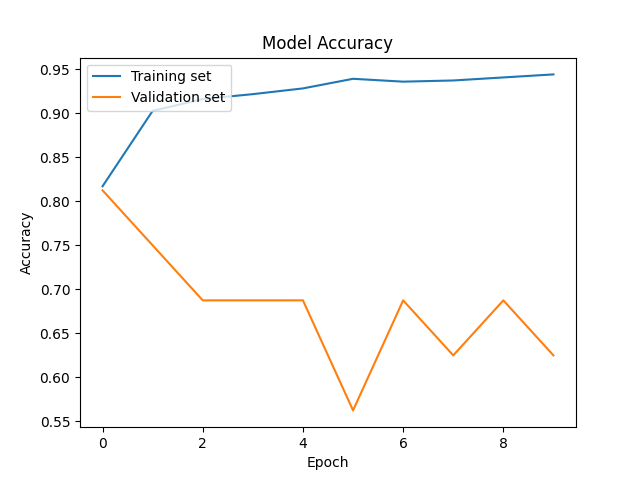 Model Accuracy
Training set
Validation set
0.95
0.90
0.85
0.80
0.75
0.70
0.65
0.60
0.55
Accuracy
0 2 4 6 8
Epoch